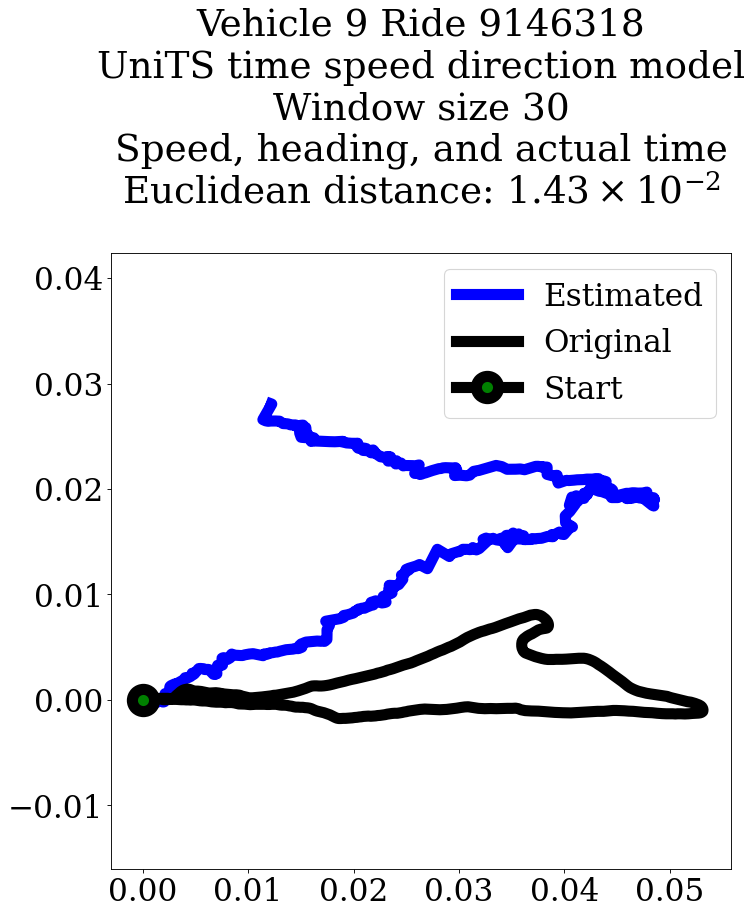 Vehicle 9 Ride 9146318
UniTS time speed direction model
Window size 30
Speed, heading, and actual time
Euclidean distance: 1.43 × 10⁻²
0.04
0.03
0.02
0.01
0.00
−0.01
Estimated
Original
Start
0.00 0.01 0.02 0.03 0.04 0.05